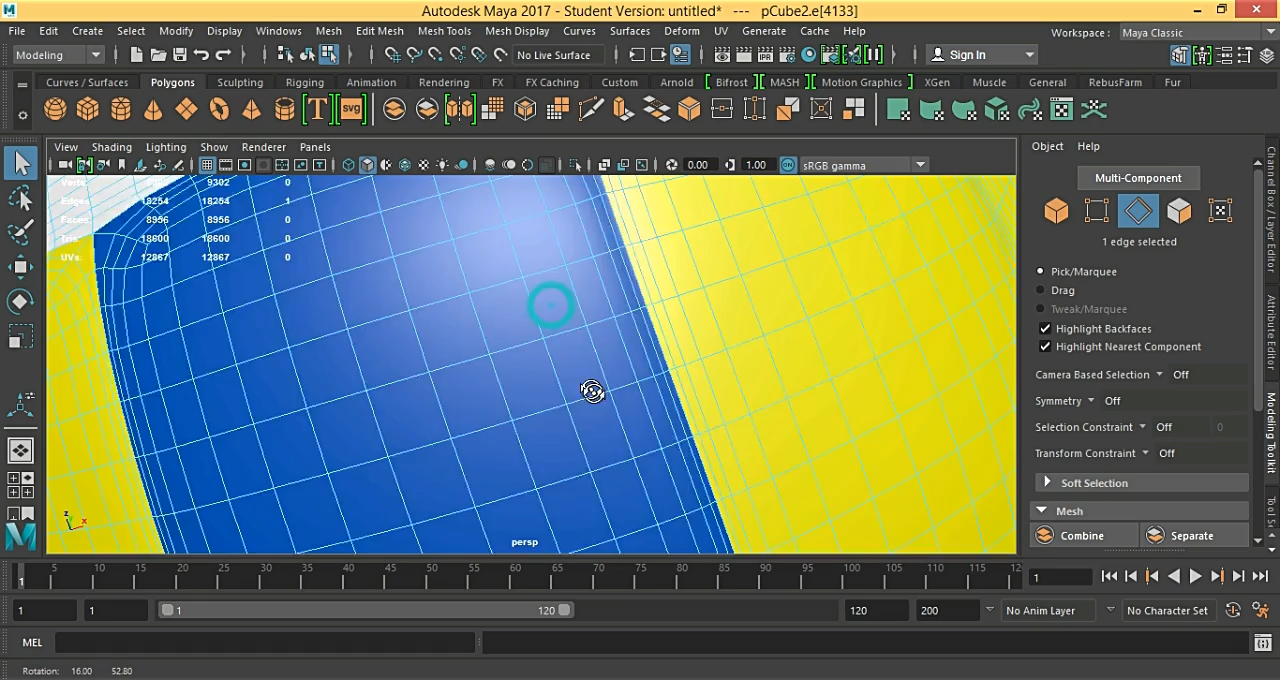 Autodesk Maya 2017 - Student Version: untitled* --- pCube2.e[4133]
File Edit Create Select Modify Display Windows Mesh Edit Mesh Mesh Tools Mesh Display Curves Surfaces Deform UV Generate Cache Help
Workspace : Maya Classic
Modeling No Live Surface Sign In
Curves / Surfaces Polygons Sculpting Rigging Animation Rendering FX FX Caching Custom Arnold Bifrost MASH Motion Graphics XGen Muscle General RebusFarm Fur
T svg
View Shading Lighting Show Renderer Panels
0.00 1.00 ON sRGB gamma
Verts: 9302 0
Edges: 18254 18254 1
Faces: 8956 8956 0
Tris: 18600 18600 0
UVs: 12867 12867 0
z x
persp
Object Help
Multi-Component
1 edge selected
Pick/Marquee
Drag
Tweak/Marquee
Highlight Backfaces
Highlight Nearest Component
Camera Based Selection Off
Symmetry Off
Selection Constraint Off 0
Transform Constraint Off
Soft Selection
Mesh
Combine Separate
Channel Box / Layer Editor
Attribute Editor
Modeling Toolkit
1 5 10 15 20 25 30 35 40 45 50 55 60 65 70 75 80 85 90 95 100 105 110 115 12
1
1 1 1 120 120 200 No Anim Layer No Character Set
MEL
Rotation: 16.00 52.80